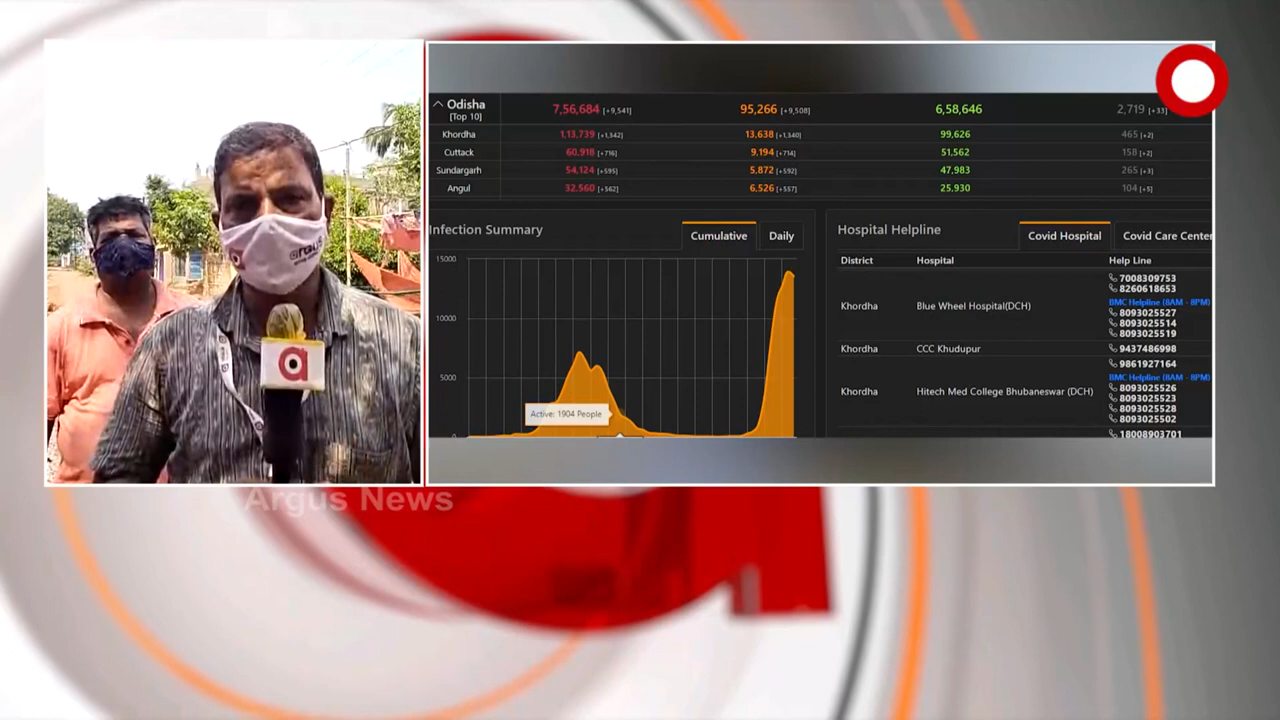 argus
Odisha 7,56,684 [+9,541] 95,266 [+9,508] 6,58,646 2,719 [+33]
[Top 10]
Khordha 1,13,739 [+1,342] 13,638 [+1,340] 99,626 465 [+2]
Cuttack 60,918 [+716] 9,194 [+714] 51,562 158 [+2]
Sundargarh 54,124 [+595] 5,872 [+592] 47,983 265 [+3]
Angul 32,560 [+562] 6,526 [+557] 25,930 104 [+5]
Infection Summary
Cumulative Daily
15000
10000
5000
0
Active: 1904 People
Hospital Helpline
Covid Hospital Covid Care Center
District Hospital Help Line
7008309753
8260618653
BMC Helpline (8AM - 8PM)
Khordha Blue Wheel Hospital(DCH)
8093025527
8093025514
8093025519
Khordha CCC Khudupur 9437486998
9861927164
BMC Helpline (8AM - 8PM)
8093025526
Khordha Hitech Med College Bhubaneswar (DCH)
8093025523
8093025528
8093025502
18008903701
a
Argus News